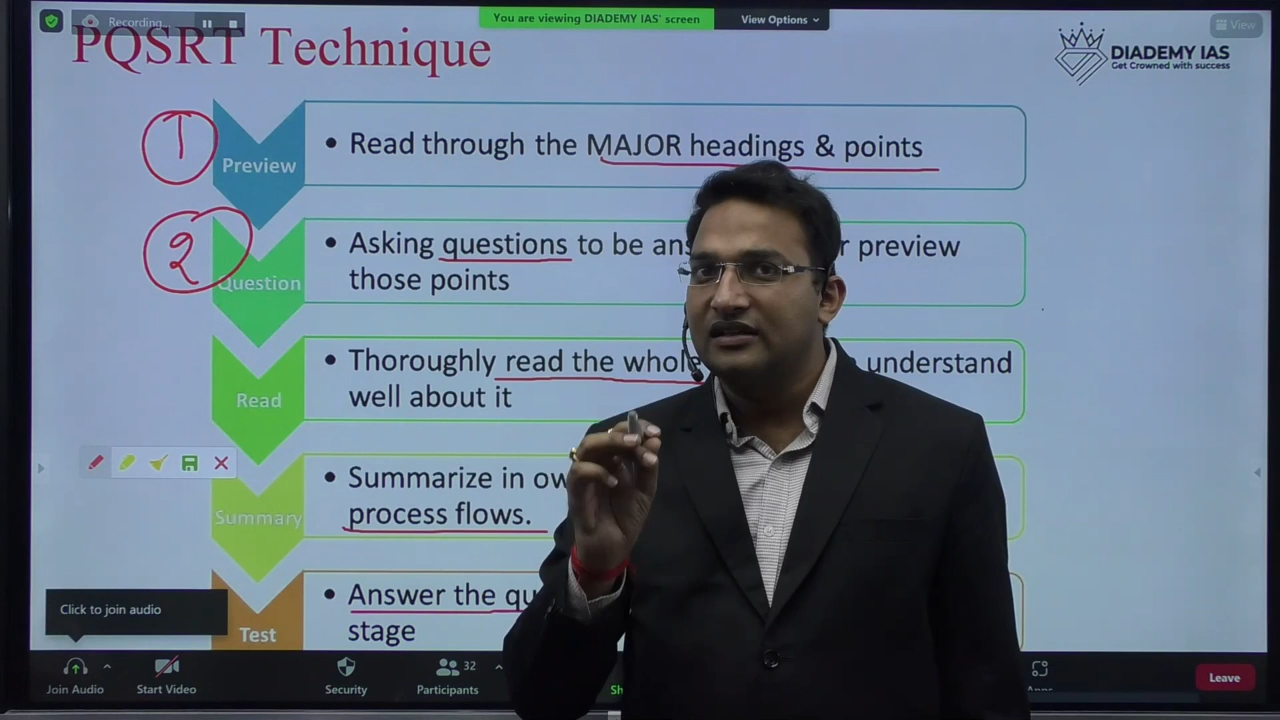 Recording...
You are viewing DIADEMY IAS' screen
View Options
View
PQSRT Technique
DIADEMY IAS
Get Crowned with success
1
Preview
• Read through the MAJOR headings & points
2
Question
• Asking questions to be preview
those points
Read
• Thoroughly read the whole understand
well about it
Summary
• Summarize in
process flows.
Click to join audio
Test
• Answer the
stage
Join Audio
Start Video
Security
32
Participants
Leave